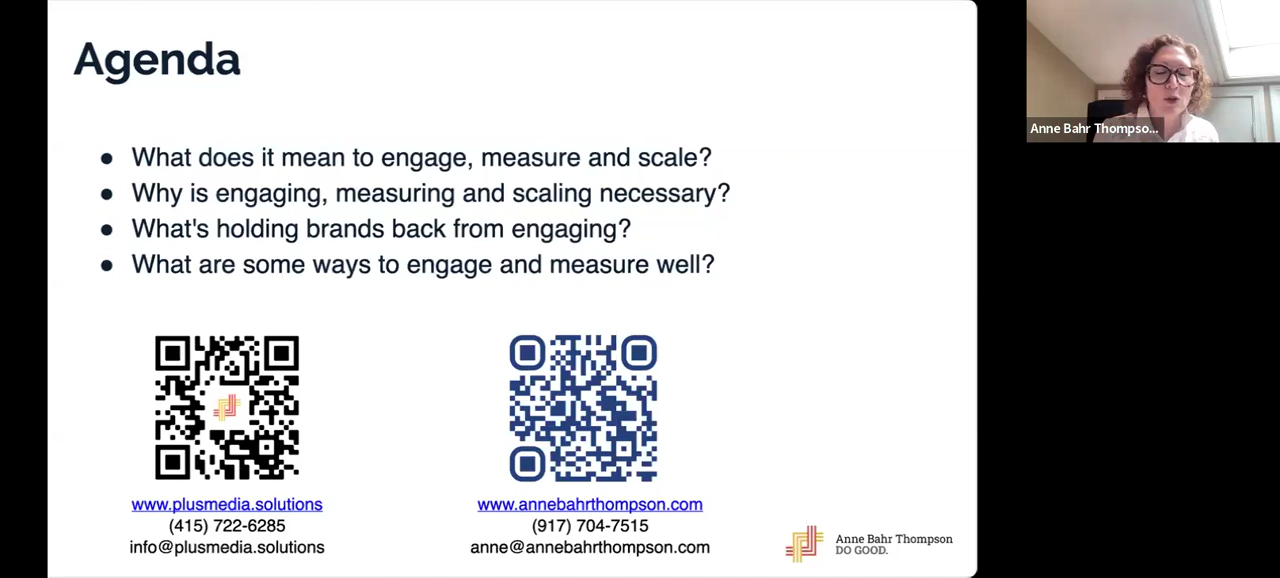 Agenda
● What does it mean to engage, measure and scale?
● Why is engaging, measuring and scaling necessary?
● What's holding brands back from engaging?
● What are some ways to engage and measure well?
www.plusmedia.solutions
(415) 722-6285
info@plusmedia.solutions
www.annebahrthompson.com
(917) 704-7515
anne@annebahrthompson.com
Anne Bahr Thompson
DO GOOD.
Anne Bahr Thompso...